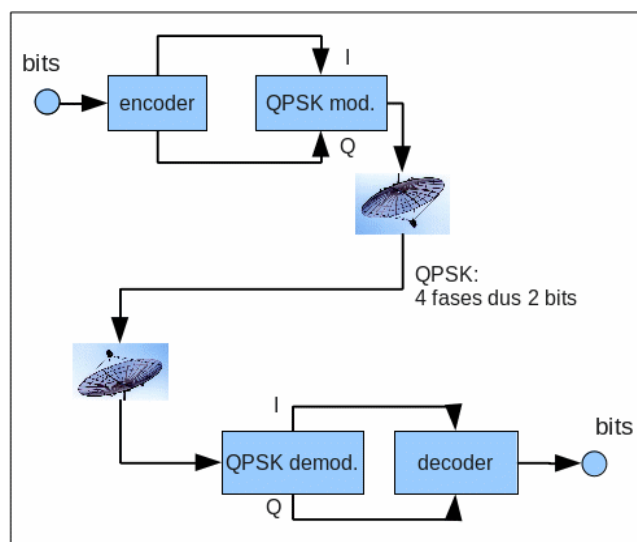 bits
I
encoder
QPSK mod.
Q
QPSK:
4 fases dus 2 bits
I
bits
QPSK demod.
decoder
Q